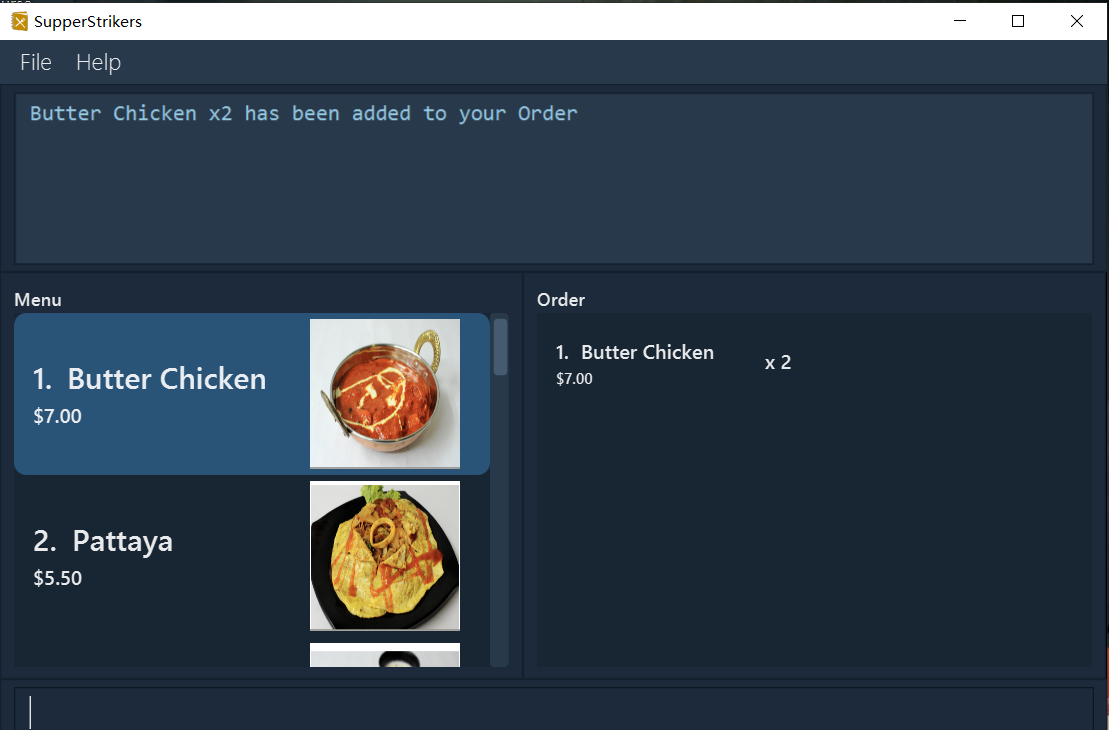 SupperStrikers
File Help
Butter Chicken x2 has been added to your Order
Menu
1. Butter Chicken
$7.00
2. Pattaya
$5.50
Order
1. Butter Chicken x 2
$7.00